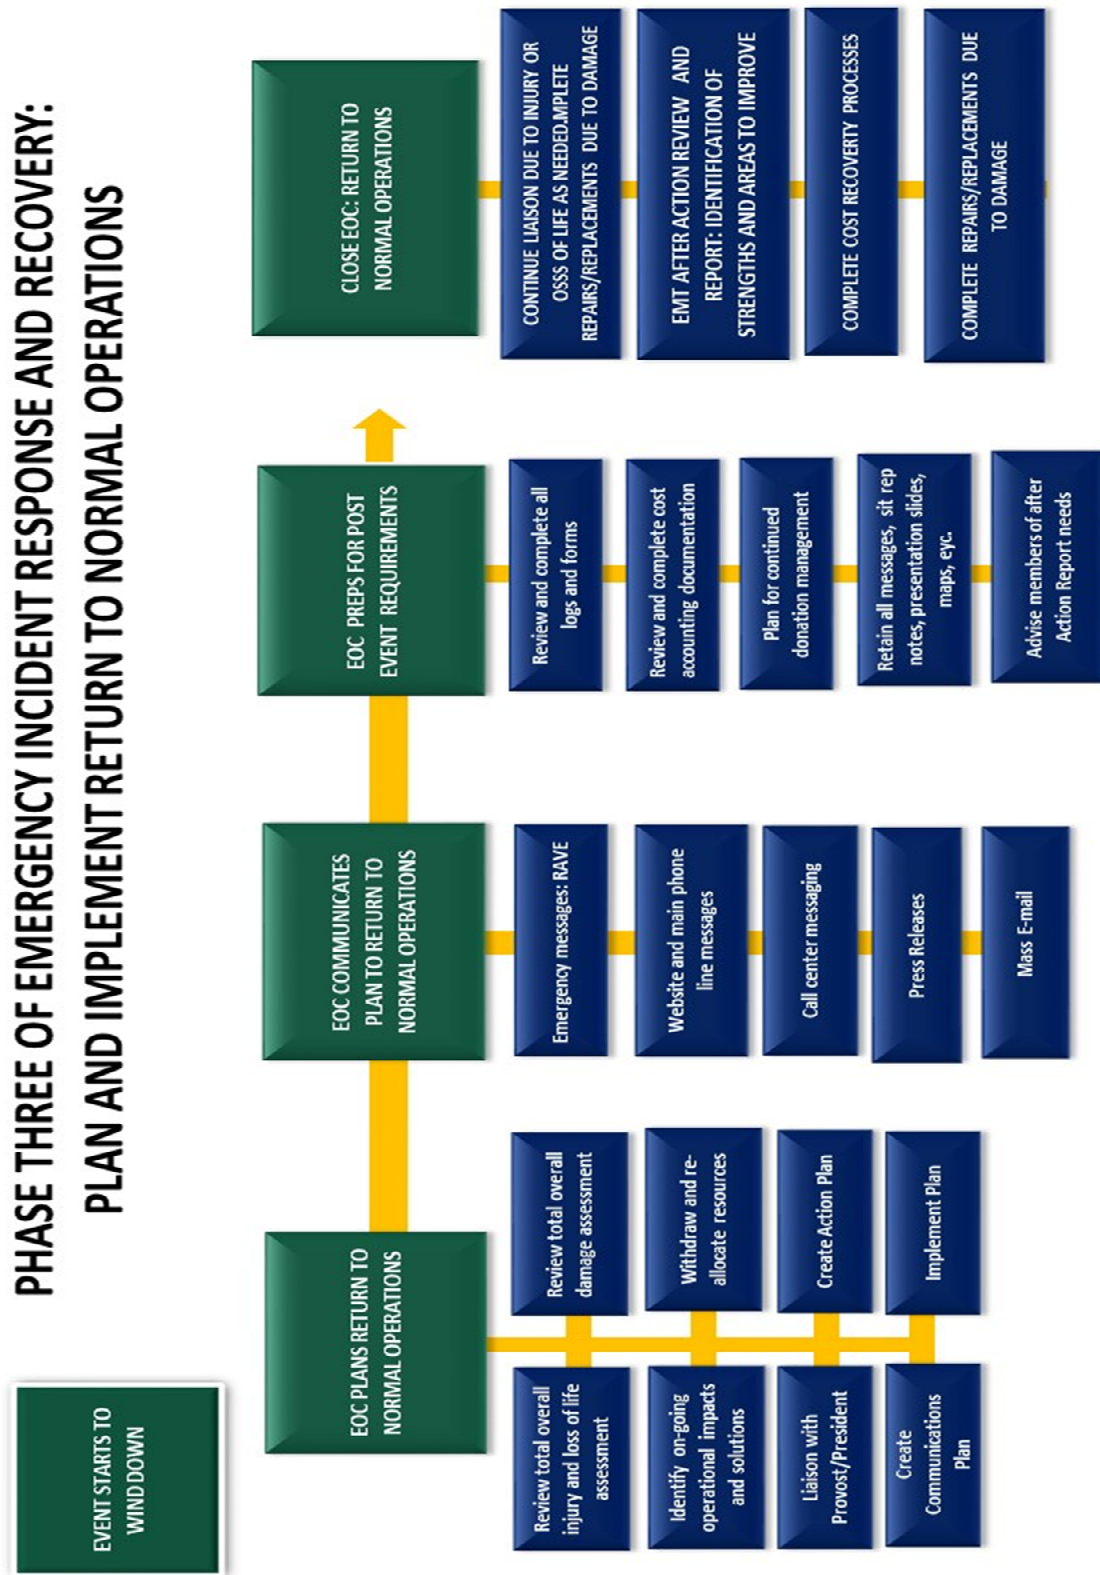 PHASE THREE OF EMERGENCY INCIDENT RESPONSE AND RECOVERY:
PLAN AND IMPLEMENT RETURN TO NORMAL OPERATIONS
EVENT STARTS TO
WIND DOWN
EOC PLANS RETURN TO
NORMAL OPERATIONS
Review total overall
injury and loss of life
assessment
Review total overall
damage assessment
Identify on-going
operational impacts
and solutions
Withdraw and re-
allocate resources
Liaison with
Provost/President
Create Action Plan
Create
Communications
Plan
Implement Plan
EOC COMMUNICATES
PLAN TO RETURN TO
NORMAL OPERATIONS
Emergency messages: RAVE
Website and main phone
line messages
Call center messaging
Press Releases
Mass E-mail
EOC PREPS FOR POST
EVENT REQUIREMENTS
Review and complete all
logs and forms
Review and complete cost
accounting documentation
Plan for continued
donation management
Retain all messages, sit rep
notes, presentation slides,
maps, eyc.
Advise members of after
Action Report needs
CLOSE EOC: RETURN TO
NORMAL OPERATIONS
CONTINUE LIAISON DUE TO INJURY OR
OSSS OF LIFE AS NEEDED.MPLETE
REPAIRS/REPLACEMENTS DUE TO DAMAGE
EMT AFTER ACTION REVIEW AND
REPORT: IDENTIFICATION OF
STRENGTHS AND AREAS TO IMPROVE
COMPLETE COST RECOVERY PROCESSES
COMPLETE REPAIRS/REPLACEMENTS DUE
TO DAMAGE